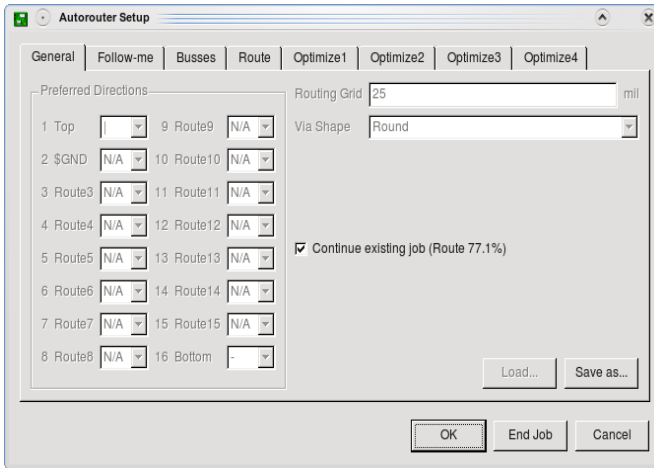 Autorouter Setup
General Follow-me Busses Route Optimize1 Optimize2 Optimize3 Optimize4
Preferred Directions
1 Top | 9 Route9 N/A
2 $GND N/A 10 Route10 N/A
3 Route3 N/A 11 Route11 N/A
4 Route4 N/A 12 Route12 N/A
5 Route5 N/A 13 Route13 N/A
6 Route6 N/A 14 Route14 N/A
7 Route7 N/A 15 Route15 N/A
8 Route8 N/A 16 Bottom -
Routing Grid 25 mil
Via Shape Round
Continue existing job (Route 77.1%)
Load... Save as...
OK End Job Cancel